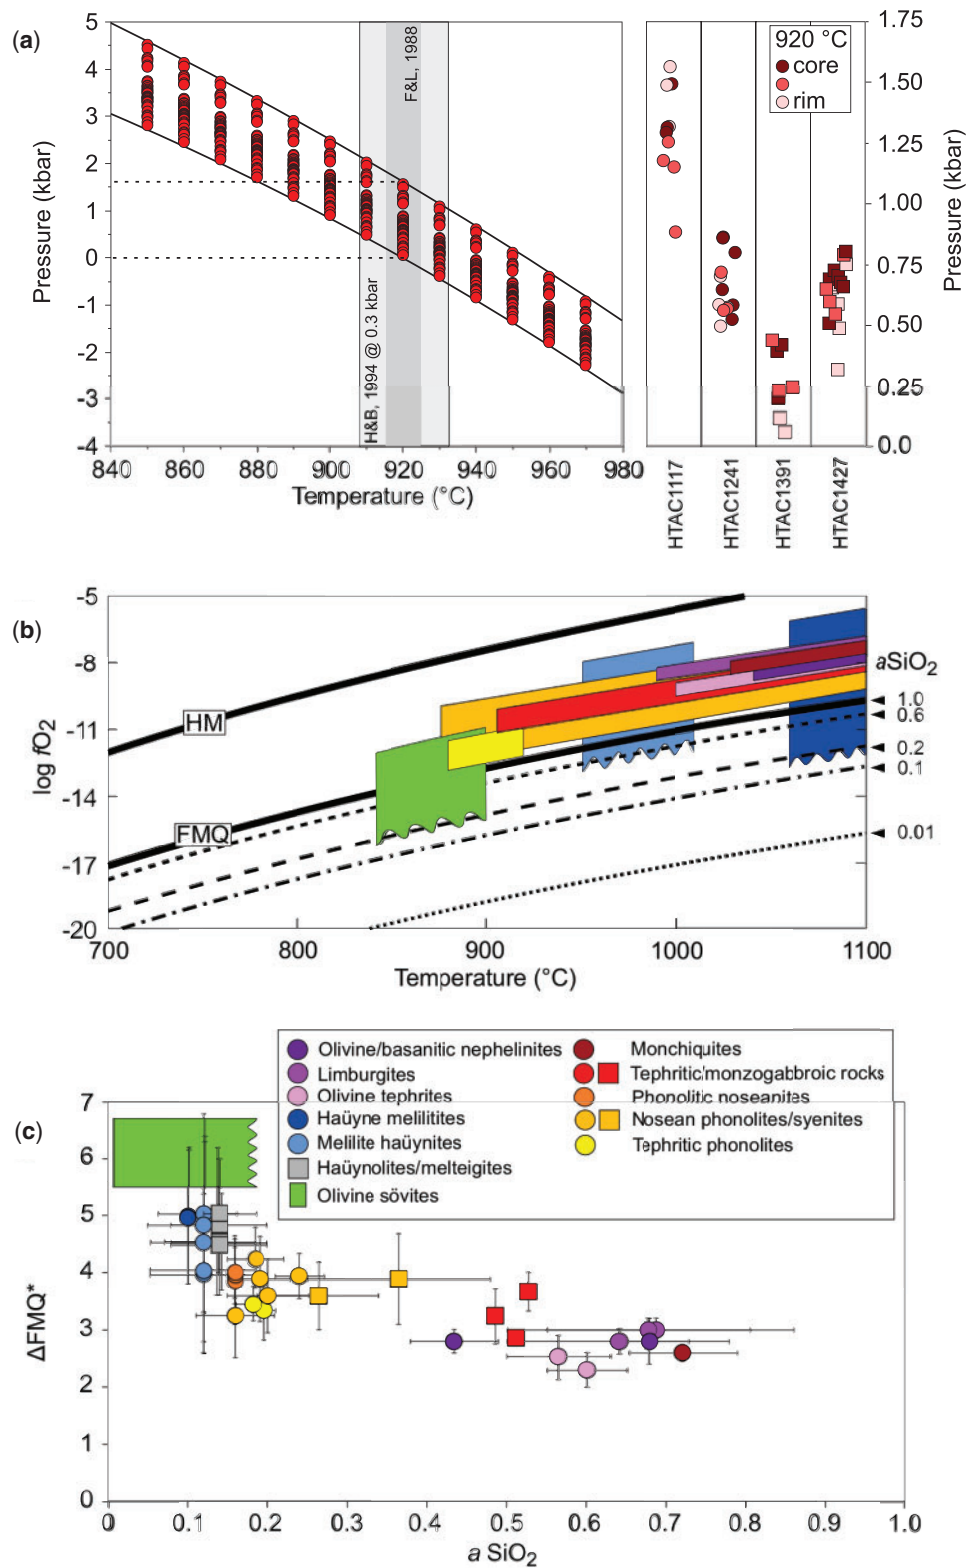 (a)
Pressure (kbar)
5
4
3
2
1
0
-1
-2
-3
-4
840 860 880 900 920 940 960 980
Temperature (°C)
H&B, 1994 @ 0.3 kbar
F&L, 1988
920 °C
core
rim
1.75
1.50
1.25
1.00
0.75
0.50
0.25
0.0
Pressure (kbar)
HTAC1117
HTAC1241
HTAC1391
HTAC1427
(b)
log fO2
-5
-8
-11
-14
-17
-20
HM
FMQ
aSiO2
1.0
0.6
0.2
0.1
0.01
700 800 900 1000 1100
Temperature (°C)
Olivine/basanitic nephelinites
Limburgites
Olivine tephrites
Haüyne melilitites
Melilite haüynites
Haüynolites/melteigites
Olivine sövites
Monchiquites
Tephritic/monzogabbroic rocks
Phonolitic noseanites
Nosean phonolites/syenites
Tephritic phonolites
(c)
ΔFMQ*
7
6
5
4
3
2
1
0
0 0.1 0.2 0.3 0.4 0.5 0.6 0.7 0.8 0.9 1.0
a SiO2